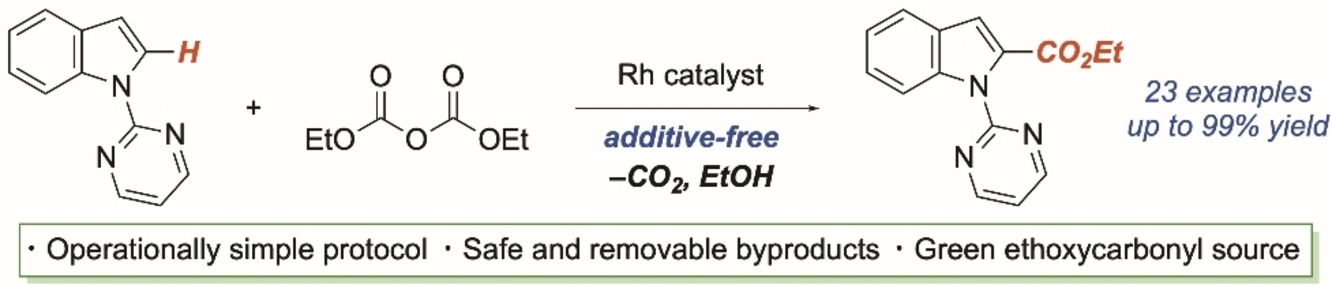 H
N
N
N
+
O
O
EtO
O
OEt
Rh catalyst
additive-free
–CO₂, EtOH
CO₂Et
N
N
N
23 examples
up to 99% yield
· Operationally simple protocol · Safe and removable byproducts · Green ethoxycarbonyl source